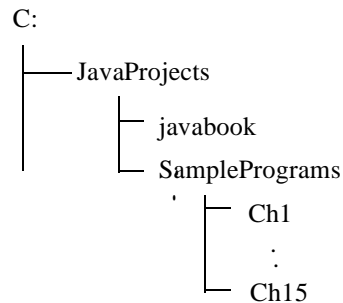 C:
JavaProjects
javabook
SamplePrograms
Ch1
.
.
Ch15